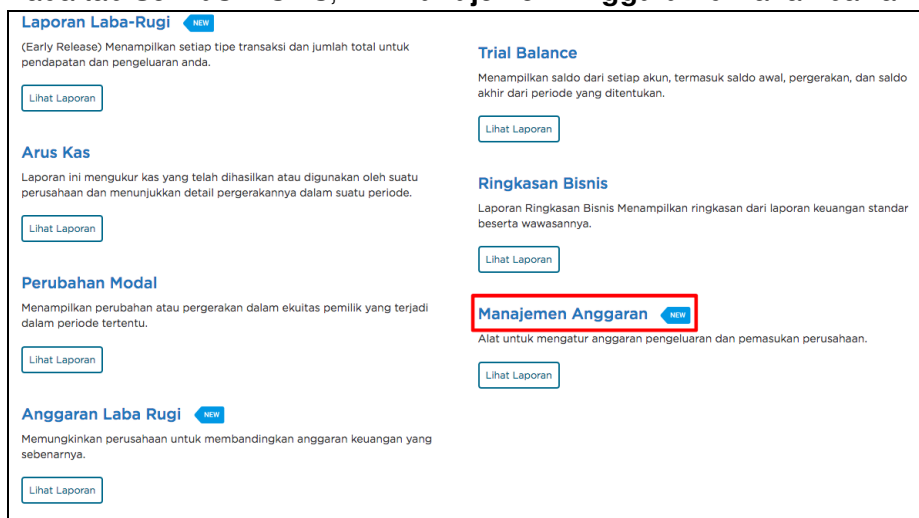 Laporan Laba-Rugi NEW
(Early Release) Menampilkan setiap tipe transaksi dan jumlah total untuk
pendapatan dan pengeluaran anda.
Lihat Laporan
Arus Kas
Laporan ini mengukur kas yang telah dihasilkan atau digunakan oleh suatu
perusahaan dan menunjukkan detail pergerakannya dalam suatu periode.
Lihat Laporan
Perubahan Modal
Menampilkan perubahan atau pergerakan dalam ekuitas pemilik yang terjadi
dalam periode tertentu.
Lihat Laporan
Anggaran Laba Rugi NEW
Memungkinkan perusahaan untuk membandingkan anggaran keuangan yang
sebenarnya.
Lihat Laporan
Trial Balance
Menampilkan saldo dari setiap akun, termasuk saldo awal, pergerakan, dan saldo
akhir dari periode yang ditentukan.
Lihat Laporan
Ringkasan Bisnis
Laporan Ringkasan Bisnis Menampilkan ringkasan dari laporan keuangan standar
beserta wawasannya.
Lihat Laporan
Manajemen Anggaran NEW
Alat untuk mengatur anggaran pengeluaran dan pemasukan perusahaan.
Lihat Laporan